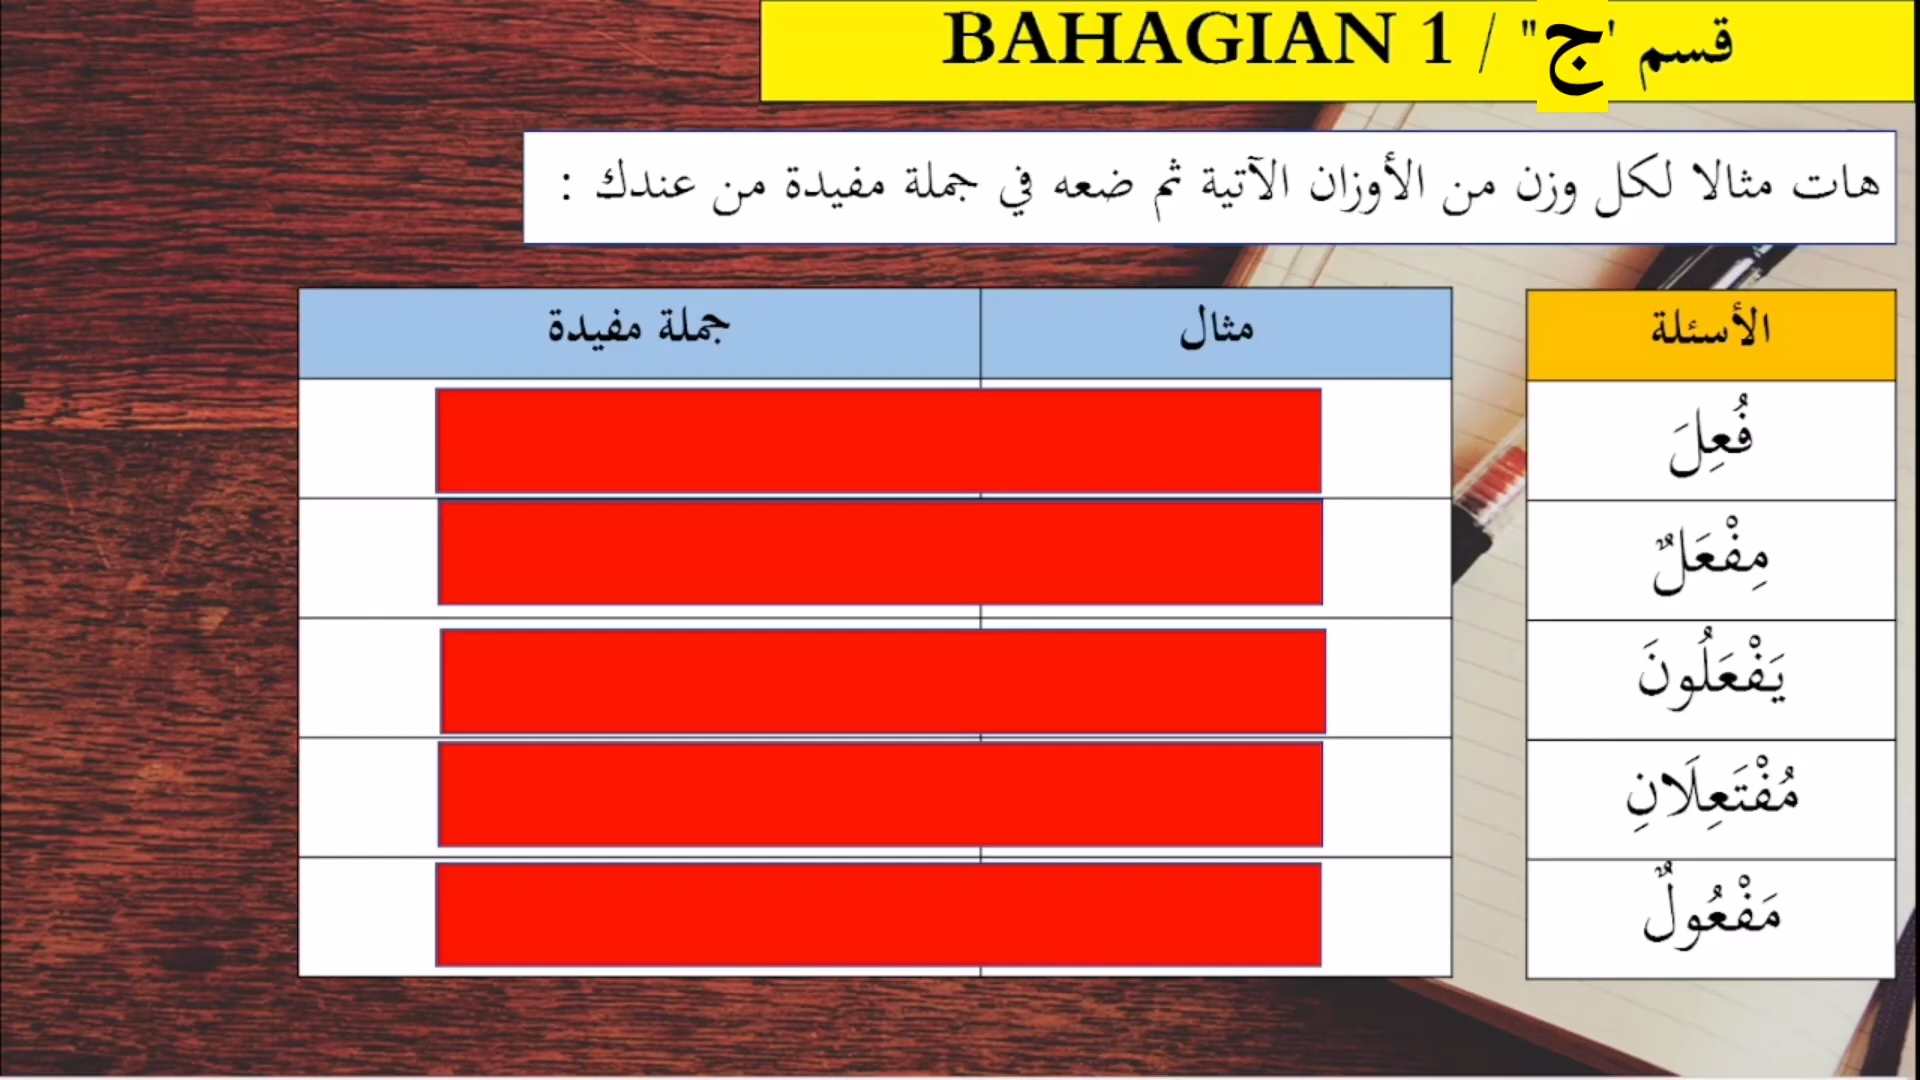 قسم 'ج" / BAHAGIAN 1
هات مثالا لكل وزن من الأوزان الآتية ثم ضعه في جملة مفيدة من عندك :
الأسئلة
مثال
جملة مفيدة
فُعِلَ
مِفْعَلٌ
يَفْعَلُونَ
مُفْتَعِلَانِ
مَفْعُولٌ